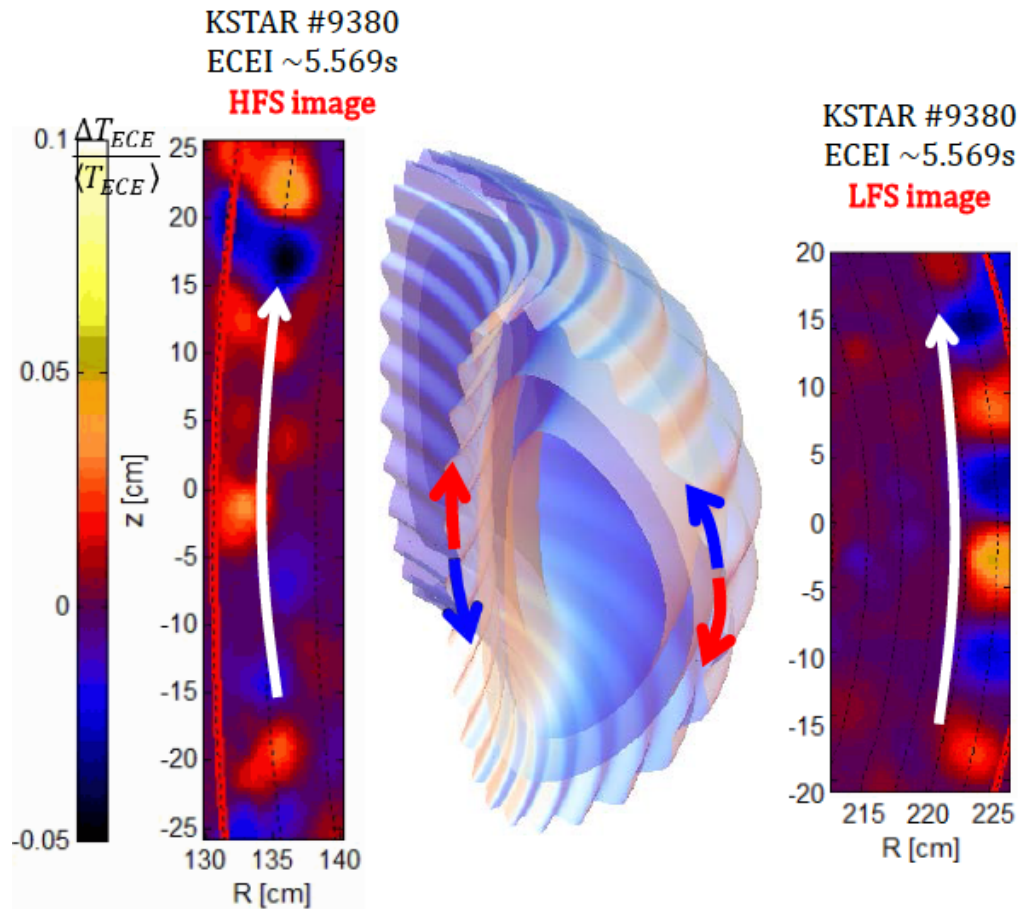 KSTAR #9380
ECEI ~5.569s
HFS image
KSTAR #9380
ECEI ~5.569s
LFS image
ΔT_ECE
⟨T_ECE⟩
0.1
0.05
0
-0.05
z [cm]
25
20
15
10
5
0
-5
-10
-15
-20
-25
130 135 140
R [cm]
20
15
10
5
0
-5
-10
-15
-20
215 220 225
R [cm]